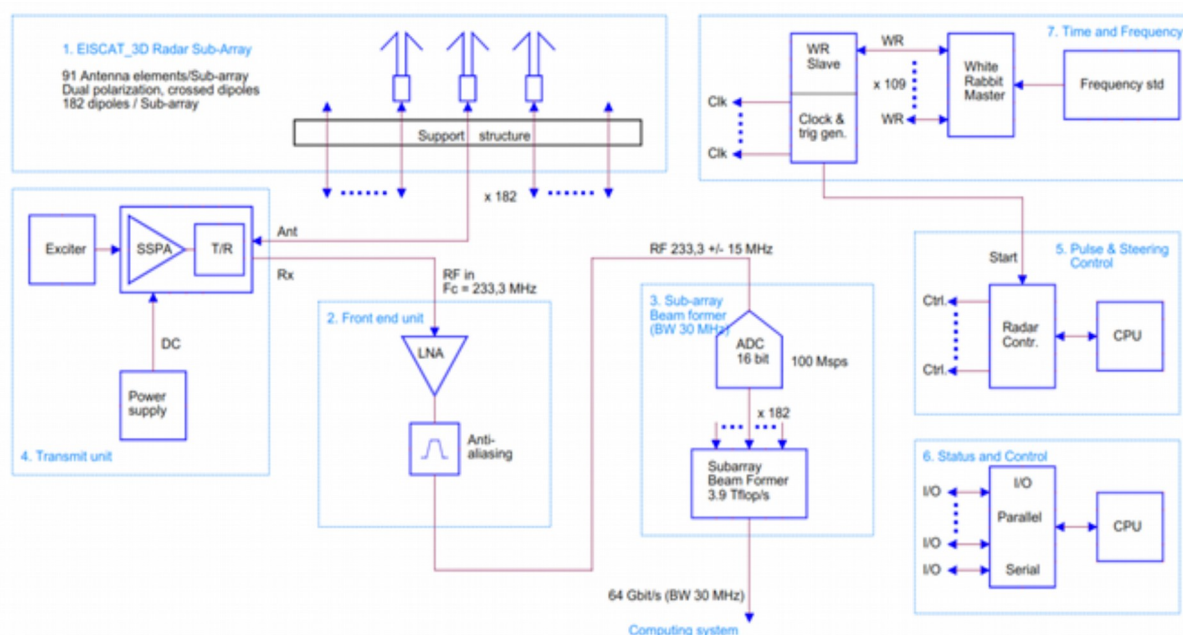 1. EISCAT_3D Radar Sub-Array
91 Antenna elements/Sub-array
Dual polarization, crossed dipoles
182 dipoles / Sub-array
Support structure
x 182
7. Time and Frequency
WR
Slave
Clock &
trig gen.
Clk
Clk
WR
x 109
WR
White
Rabbit
Master
Frequency std
Exciter
SSPA
T/R
Ant
Rx
DC
Power
supply
4. Transmit unit
RF in
Fc = 233,3 MHz
2. Front end unit
LNA
Anti-
aliasing
RF 233,3 +/- 15 MHz
3. Sub-array
Beam former
(BW 30 MHz)
ADC
16 bit
100 Msps
x 182
Subarray
Beam Former
3.9 Tflop/s
64 Gbit/s (BW 30 MHz)
Computing system
Start
5. Pulse & Steering
Control
Ctrl.
Ctrl.
Radar
Contr.
CPU
6. Status and Control
I/O
I/O
I/O
I/O
Parallel
Serial
CPU